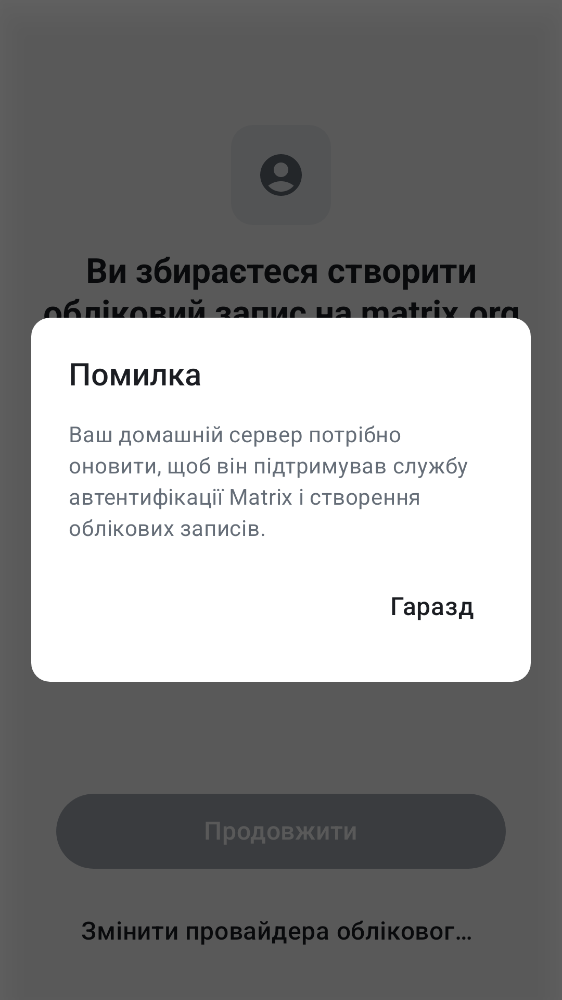 Ви збираєтеся створити
обліковий запис на matrix.org
Помилка
Ваш домашній сервер потрібно
оновити, щоб він підтримував службу
автентифікації Matrix і створення
облікових записів.
Гаразд
Продовжити
Змінити провайдера обліковог…